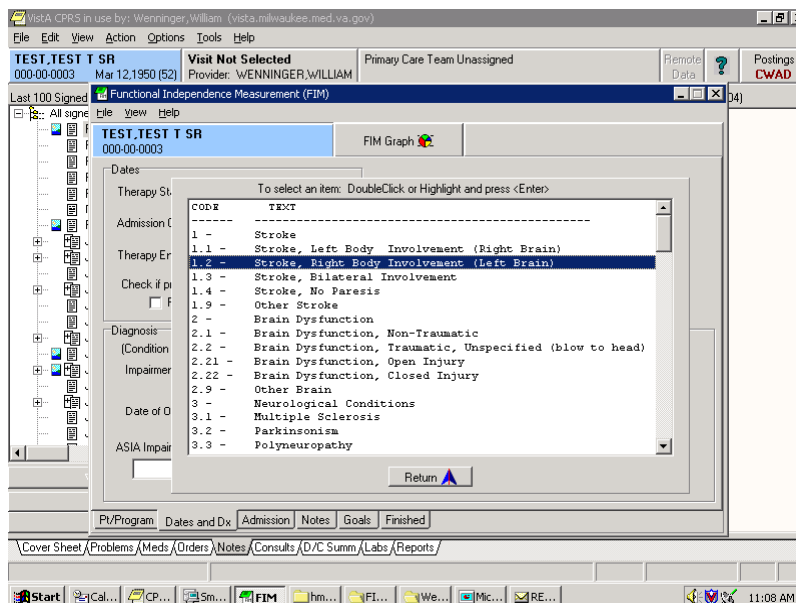 VistA CPRS in use by: Wenninger,William (vista.milwaukee.med.va.gov)
File Edit View Action Options Tools Help
TEST,TEST T SR
000-00-0003 Mar 12,1950 (52)
Visit Not Selected
Provider: WENNINGER,WILLIAM
Primary Care Team Unassigned
Remote Data
Postings
CWAD
Last 100 Signed
04)
All signe
Functional Independence Measurement (FIM)
File View Help
TEST,TEST T SR
000-00-0003
FIM Graph
Dates
Therapy St
Admission
Therapy En
Check if p
Diagnosis
(Condition
Impairmer
Date of O
ASIA Impair
To select an item: DoubleClick or Highlight and press <Enter>
CODE TEXT
------ --------------------------------------------------
1 - Stroke
1.1 - Stroke, Left Body Involvement (Right Brain)
1.2 - Stroke, Right Body Involvement (Left Brain)
1.3 - Stroke, Bilateral Involvement
1.4 - Stroke, No Paresis
1.9 - Other Stroke
2 - Brain Dysfunction
2.1 - Brain Dysfunction, Non-Traumatic
2.2 - Brain Dysfunction, Traumatic, Unspecified (blow to head)
2.21 - Brain Dysfunction, Open Injury
2.22 - Brain Dysfunction, Closed Injury
2.9 - Other Brain
3 - Neurological Conditions
3.1 - Multiple Sclerosis
3.2 - Parkinsonism
3.3 - Polyneuropathy
Return
Pt/Program Dates and Dx Admission Notes Goals Finished
Cover Sheet Problems Meds Orders Notes Consults D/C Summ Labs Reports
Start Cal... CP... Sm... FIM hm... FI... We... Mic... RE... 11:08 AM